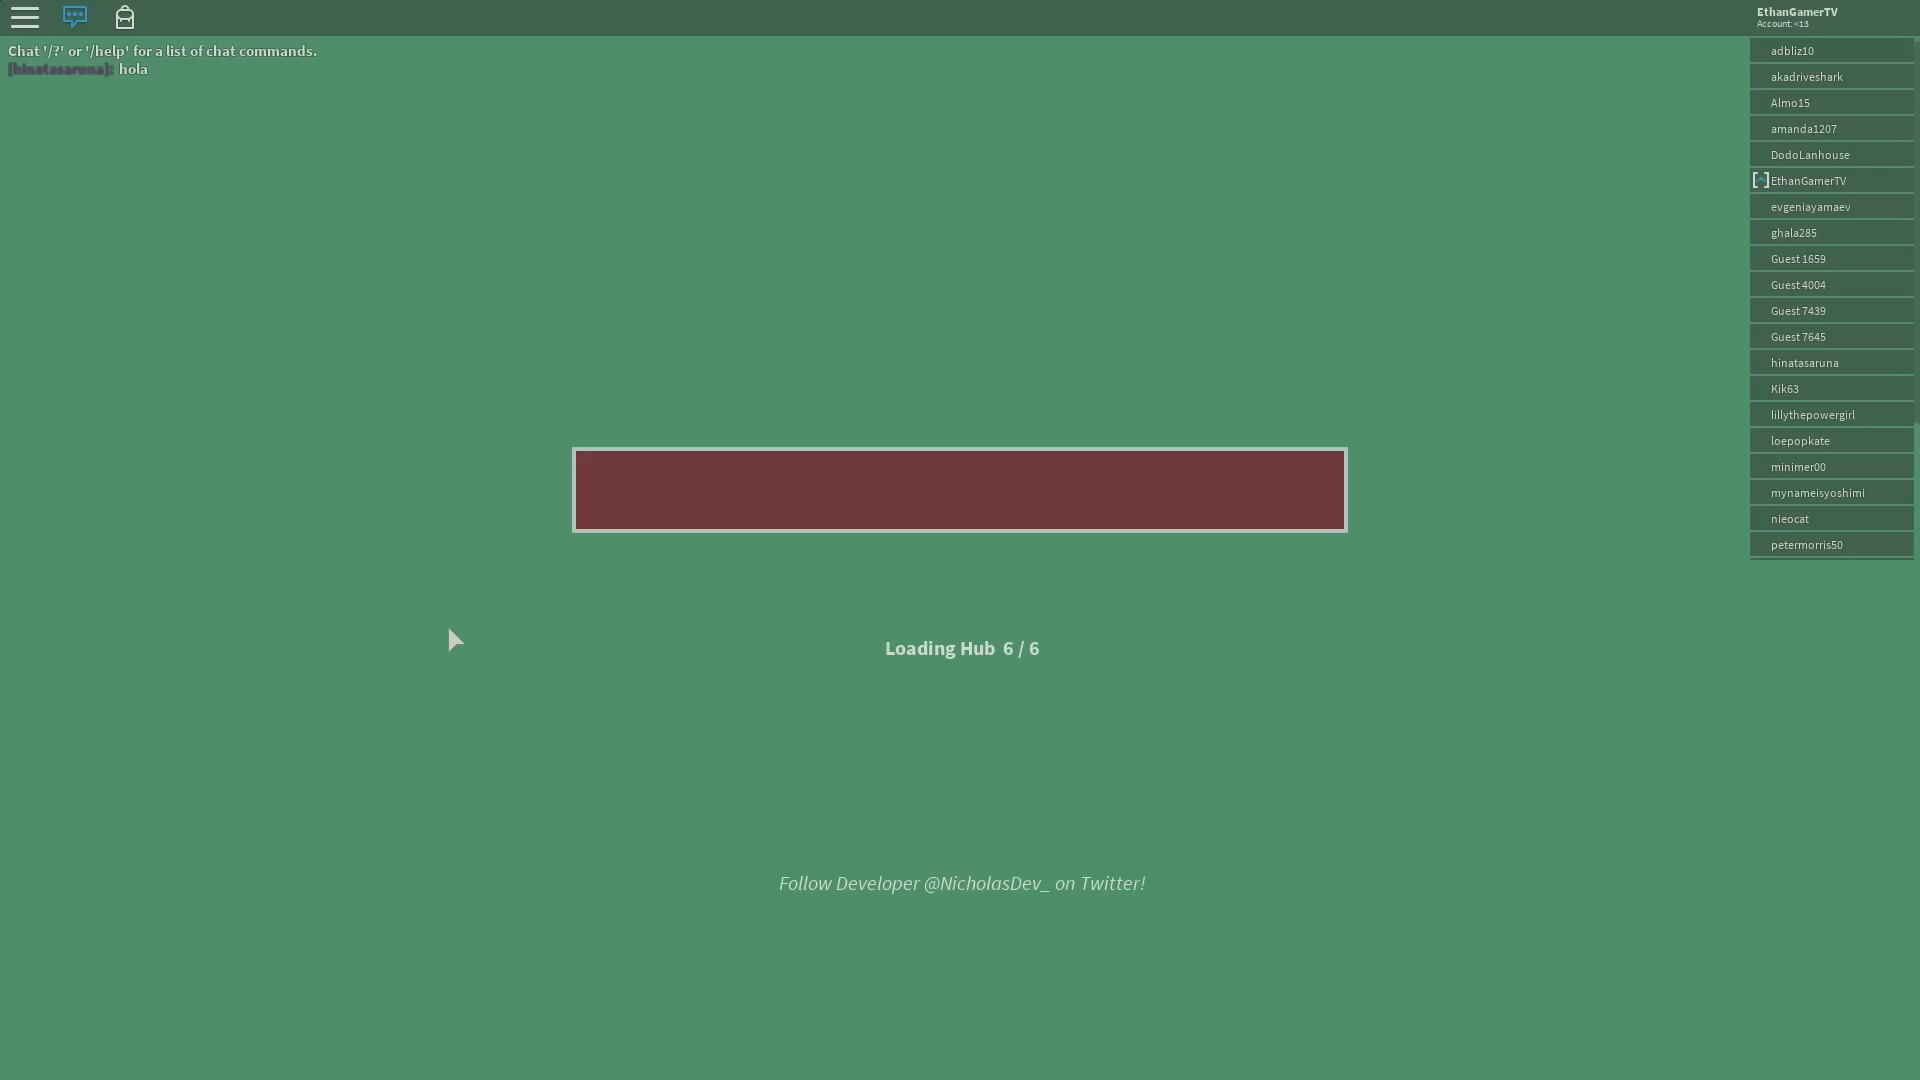 EthanGamerTV
Account: <13
Chat '/?' or '/help' for a list of chat commands.
[hinatasaruna]: hola
adbliz10
akadriveshark
Almo15
amanda1207
DodoLanhouse
EthanGamerTV
evgeniayamaev
ghala285
Guest 1659
Guest 4004
Guest 7439
Guest 7645
hinatasaruna
Kik63
lillythepowergirl
loepopkate
minimer00
mynameisyoshimi
nieocat
petermorris50
Loading Hub 6 / 6
Follow Developer @NicholasDev_ on Twitter!